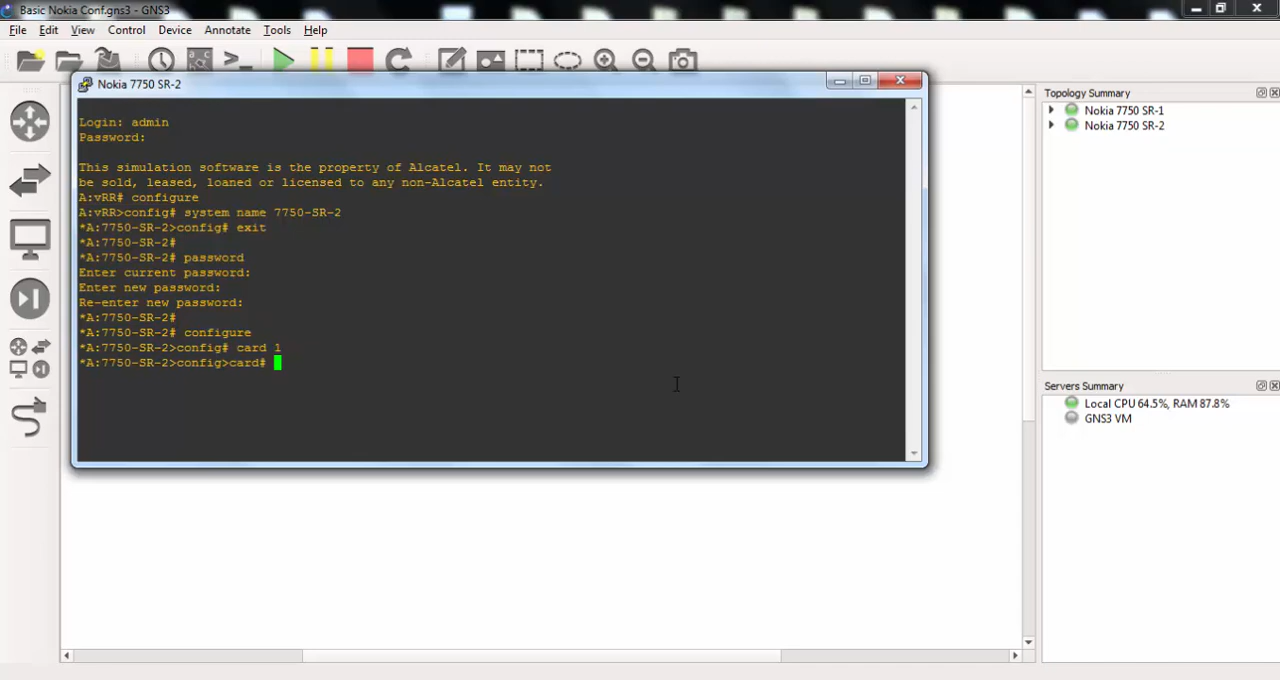 Basic Nokia Conf.gns3 - GNS3
File Edit View Control Device Annotate Tools Help
Nokia 7750 SR-2
Login: admin
Password:
This simulation software is the property of Alcatel. It may not
be sold, leased, loaned or licensed to any non-Alcatel entity.
A:vRR# configure
A:vRR>config# system name 7750-SR-2
*A:7750-SR-2>config# exit
*A:7750-SR-2#
*A:7750-SR-2# password
Enter current password:
Enter new password:
Re-enter new password:
*A:7750-SR-2#
*A:7750-SR-2# configure
*A:7750-SR-2>config# card 1
*A:7750-SR-2>config>card#
Topology Summary
Nokia 7750 SR-1
Nokia 7750 SR-2
Servers Summary
Local CPU 64.5%, RAM 87.8%
GNS3 VM